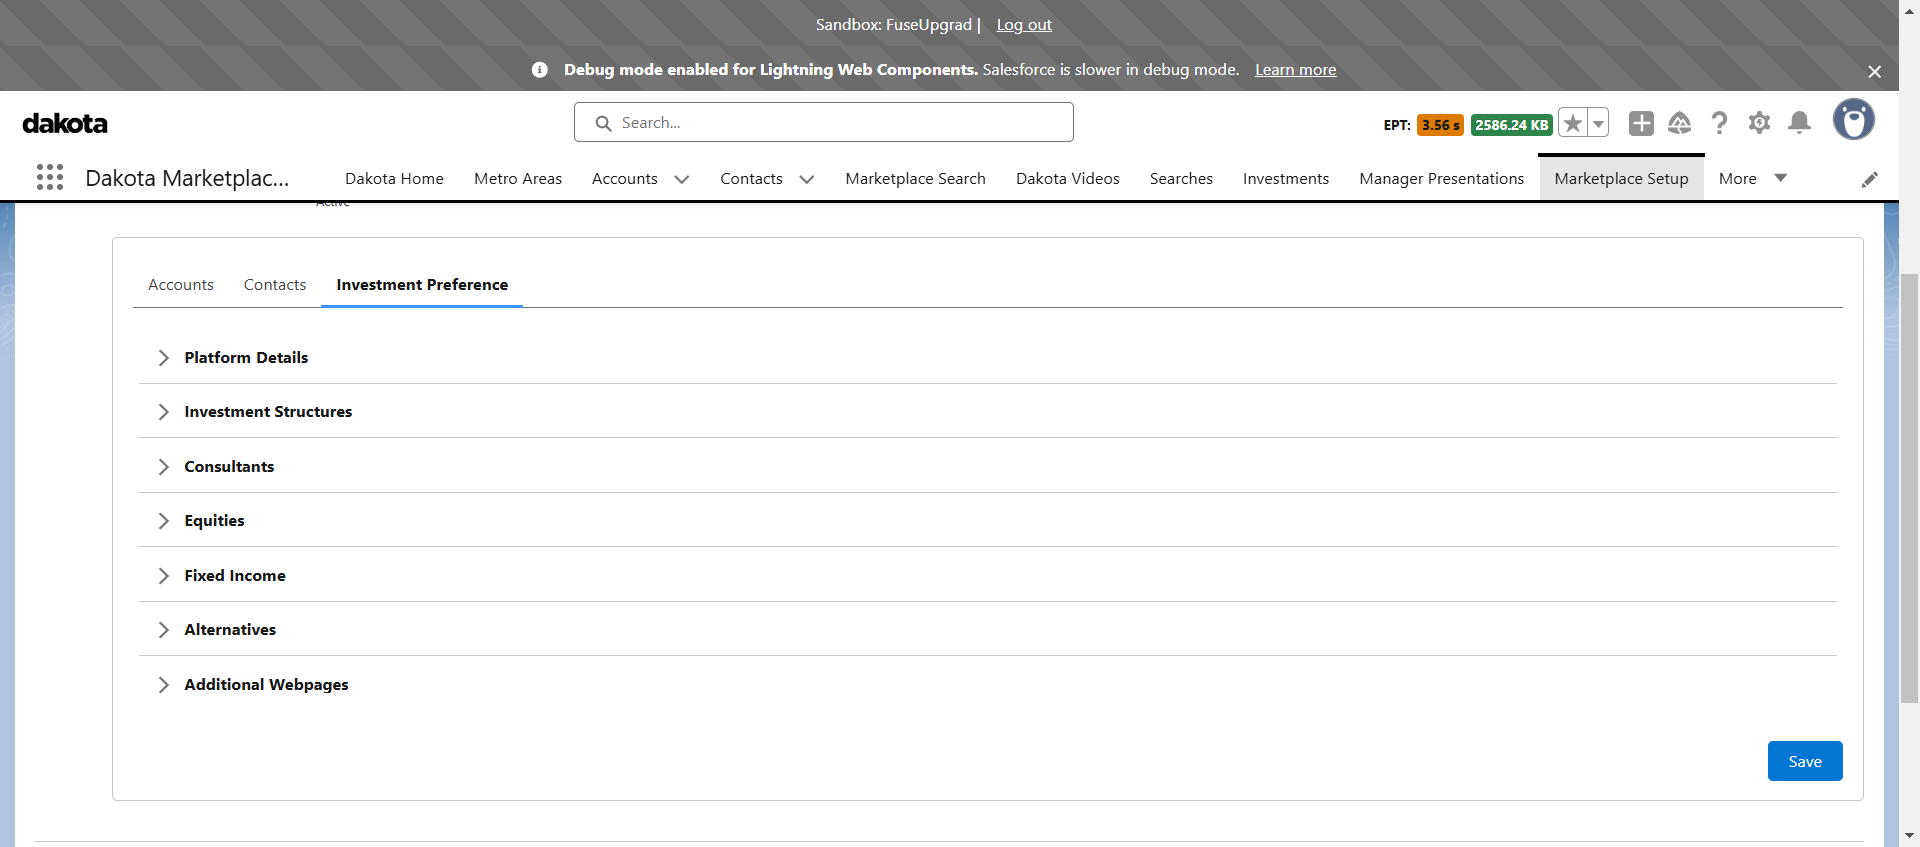 Sandbox: FuseUpgrad | Log out
Debug mode enabled for Lightning Web Components. Salesforce is slower in debug mode. Learn more
dakota
Search...
EPT: 3.56 s 2586.24 KB
Dakota Marketplac...
Dakota Home
Metro Areas
Accounts
Contacts
Marketplace Search
Dakota Videos
Searches
Investments
Manager Presentations
Marketplace Setup
More
Active
Accounts
Contacts
Investment Preference
Platform Details
Investment Structures
Consultants
Equities
Fixed Income
Alternatives
Additional Webpages
Save